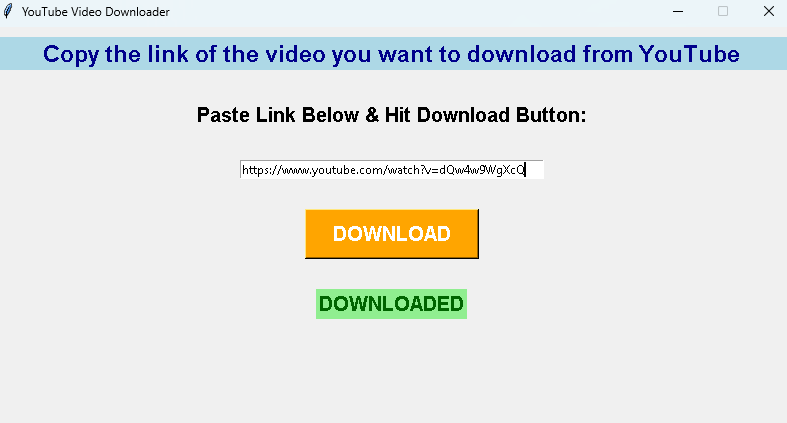 YouTube Video Downloader
Copy the link of the video you want to download from YouTube
Paste Link Below & Hit Download Button:
https://www.youtube.com/watch?v=dQw4w9WgXcQ
DOWNLOAD
DOWNLOADED